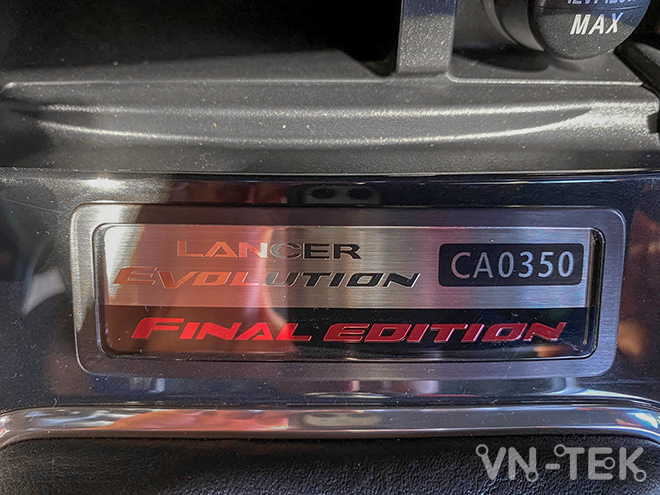 MAX
LANCER
EVOLUTION
CA0350
FINAL EDITION
VN-TEK